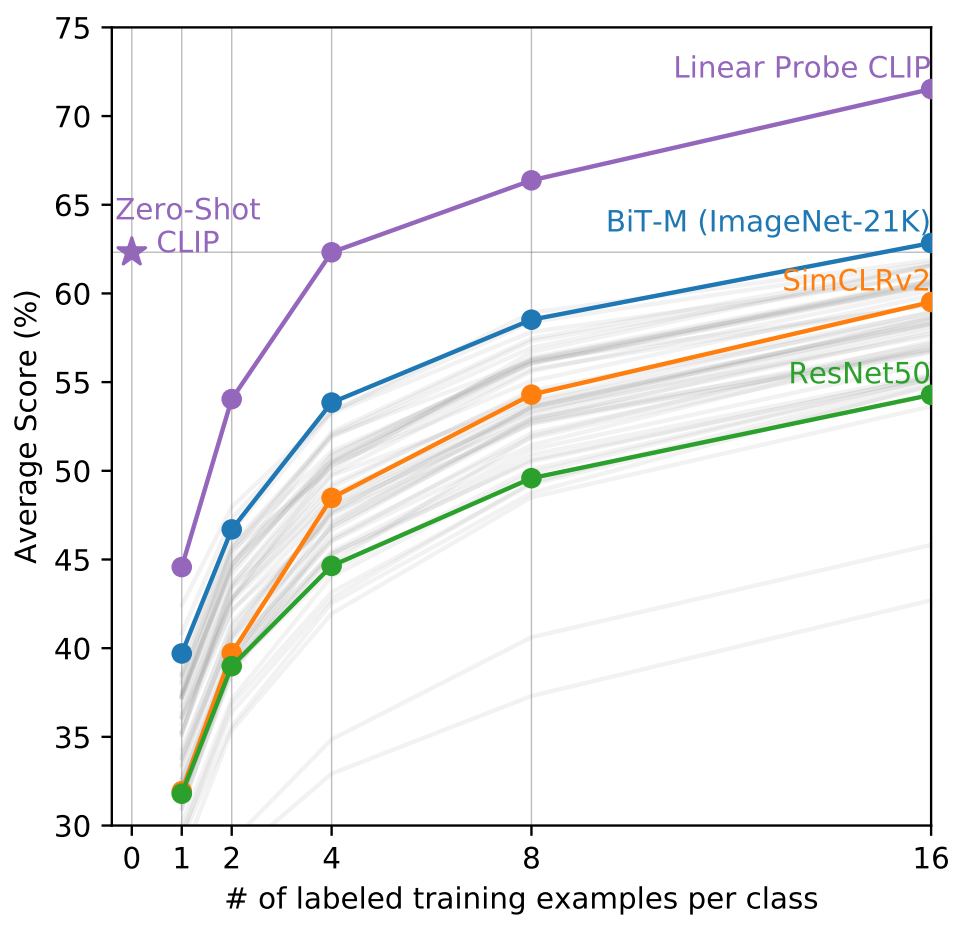 75
70
65
60
55
50
45
40
35
30
Average Score (%)
Linear Probe CLIP
Zero-Shot
CLIP
BiT-M (ImageNet-21K)
SimCLRv2
ResNet50
0 1 2 4 8 16
# of labeled training examples per class